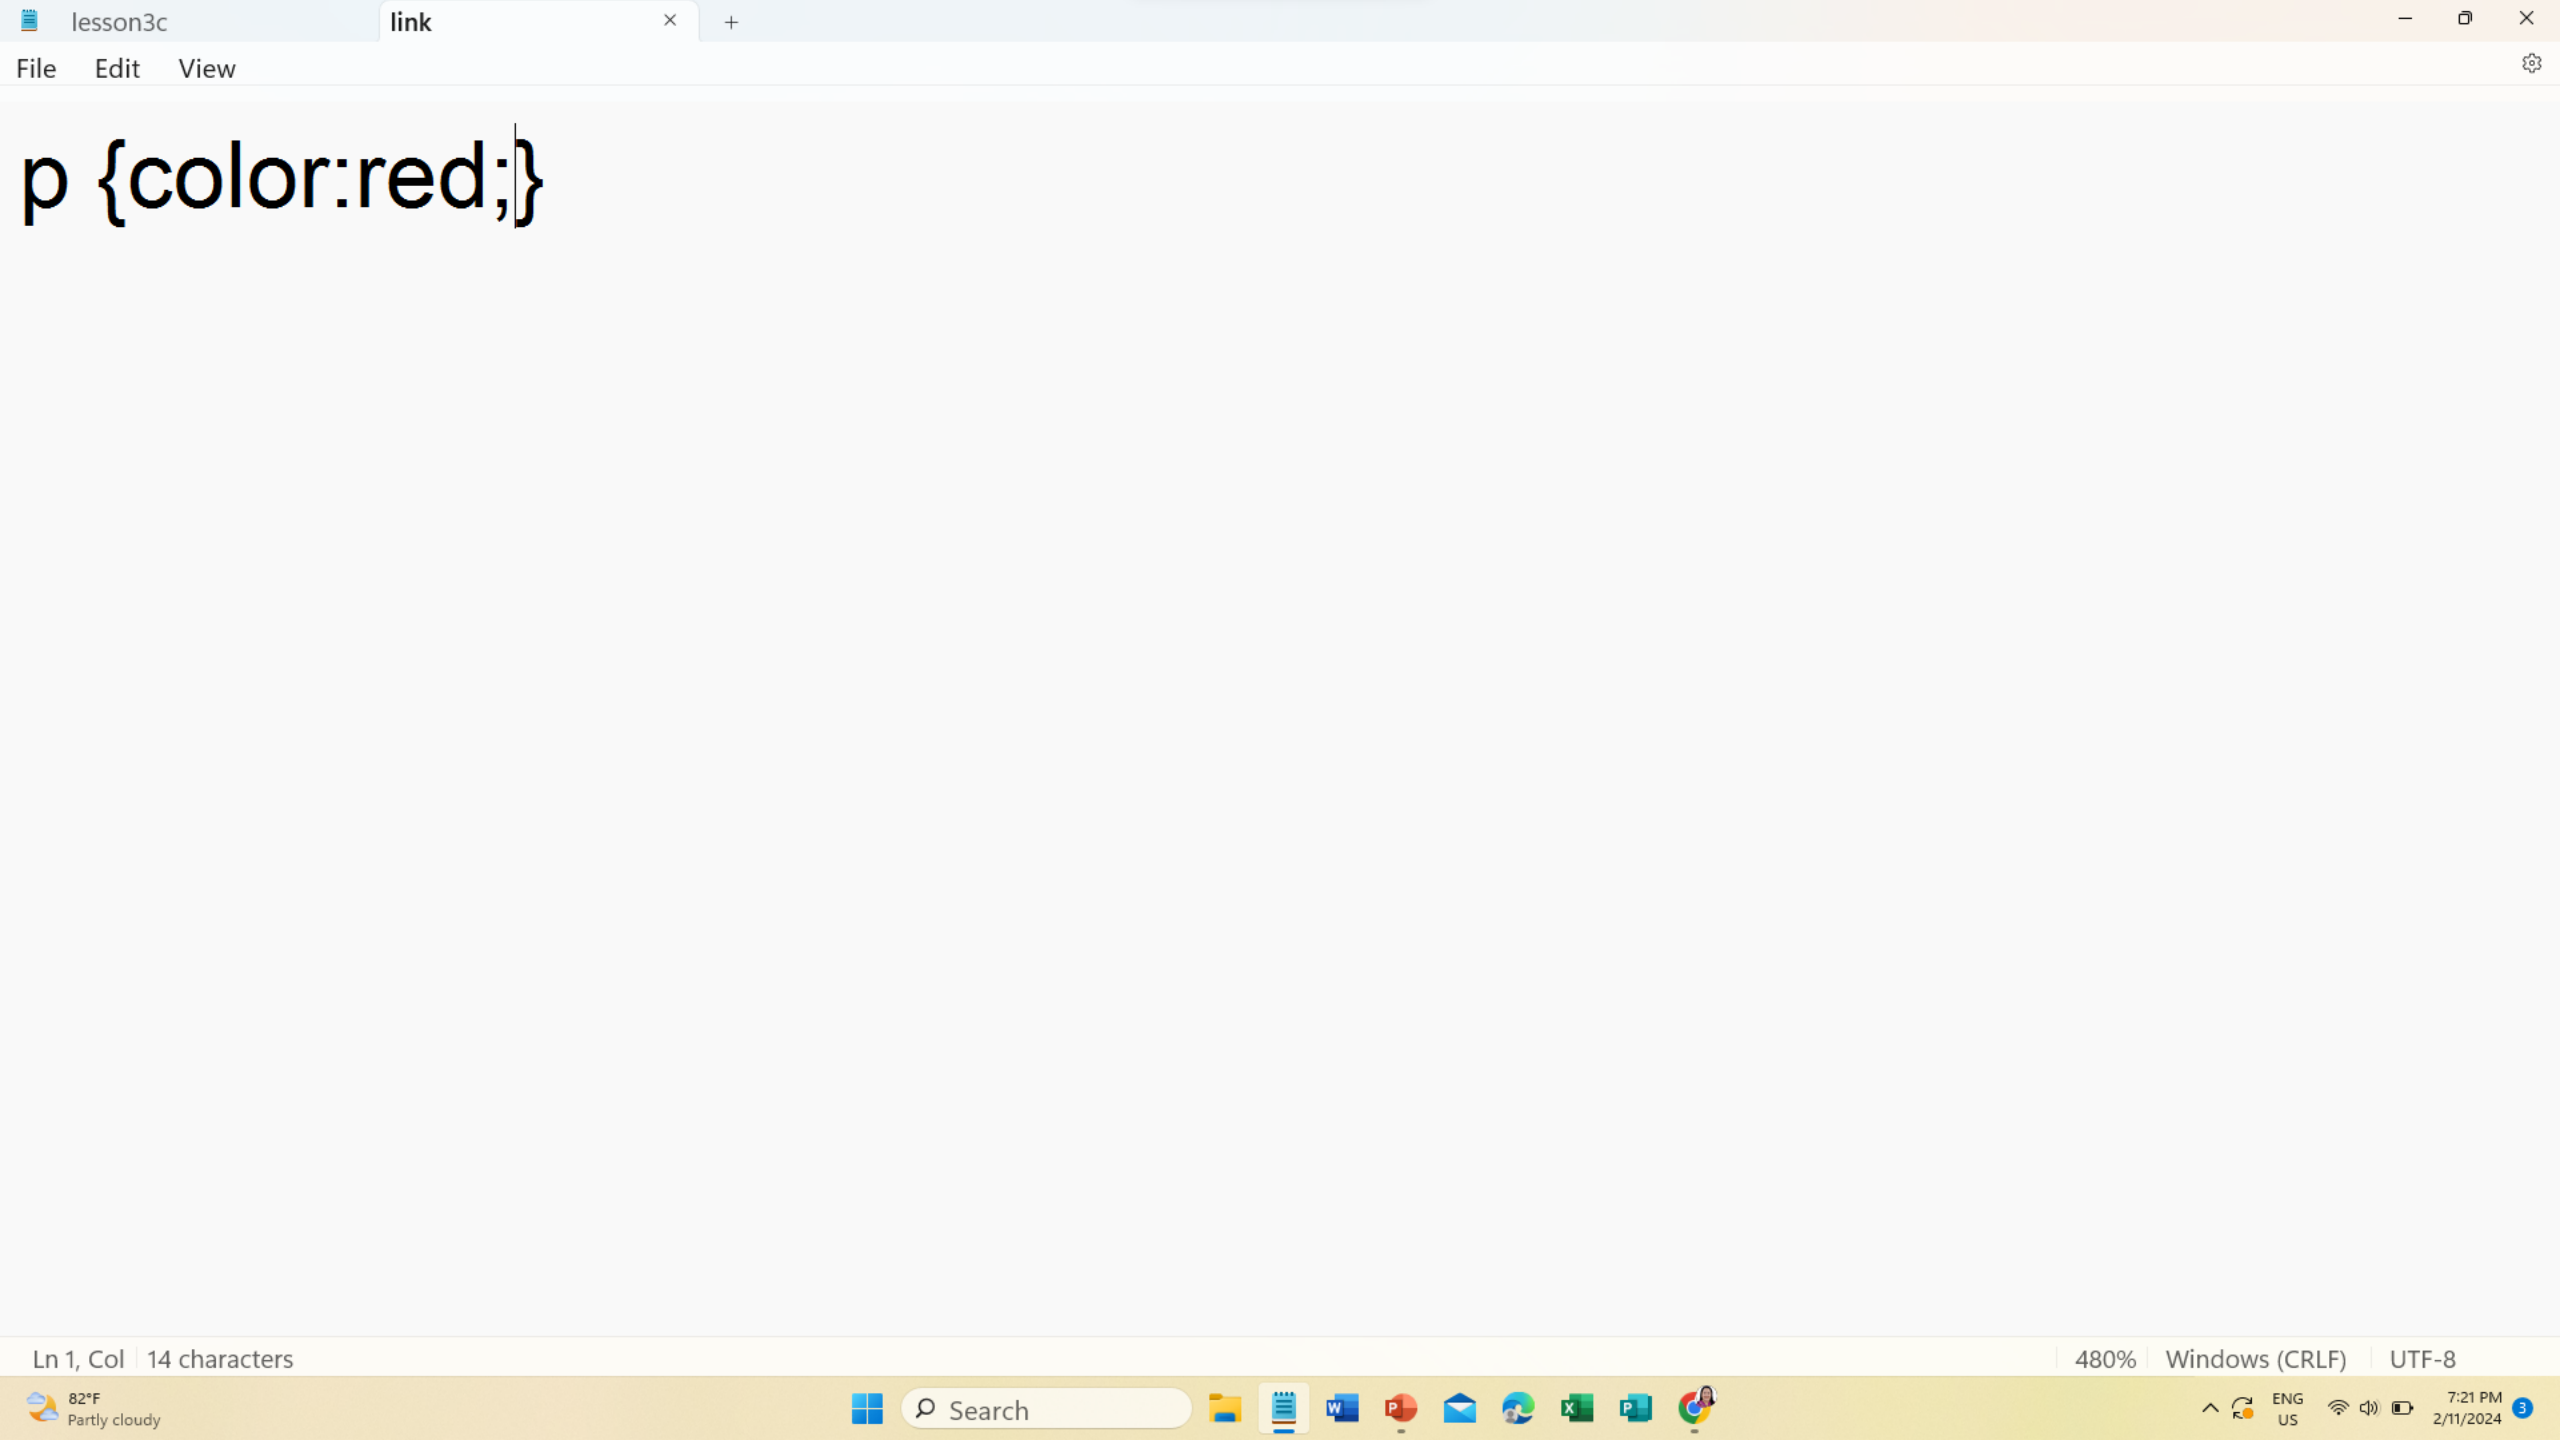 lesson3c
link
File Edit View
p {color:red;}
Ln 1, Col 14 characters 480% Windows (CRLF) UTF-8
82°F
Partly cloudy
Search
ENG
US
7:21 PM
2/11/2024
3